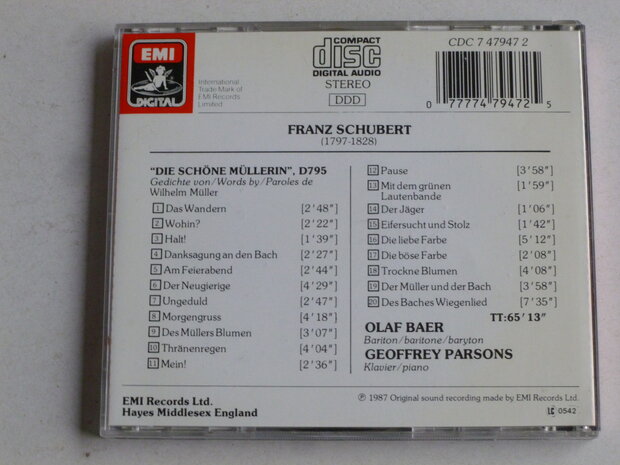 EMI
DIGITAL
International
Trade Mark of
EMI Records
Limited
COMPACT
disc
DIGITAL AUDIO
STEREO
DDD
CDC 7 47947 2
0 77774 79472 5
FRANZ SCHUBERT
(1797-1828)
"DIE SCHÖNE MÜLLERIN", D795
Gedichte von/Words by/Paroles de
Wilhelm Müller
1 Das Wandern [2'48"]
2 Wohin? [2'22"]
3 Halt! [1'39"]
4 Danksagung an den Bach [2'27"]
5 Am Feierabend [2'44"]
6 Der Neugierige [4'29"]
7 Ungeduld [2'47"]
8 Morgengruss [4'18"]
9 Des Müllers Blumen [3'07"]
10 Thränenregen [4'04"]
11 Mein! [2'36"]
12 Pause [3'58"]
13 Mit dem grünen [1'59"]
Lautenbande
14 Der Jäger [1'06"]
15 Eifersucht und Stolz [1'42"]
16 Die liebe Farbe [5'12"]
17 Die böse Farbe [2'08"]
18 Trockne Blumen [4'08"]
19 Der Müller und der Bach [3'58"]
20 Des Baches Wiegenlied [7'35"]
TT:65'13"
OLAF BAER
Bariton/baritone/baryton
GEOFFREY PARSONS
Klavier/piano
EMI Records Ltd.
Hayes Middlesex England
℗ 1987 Original sound recording made by EMI Records Ltd.
LC 0542